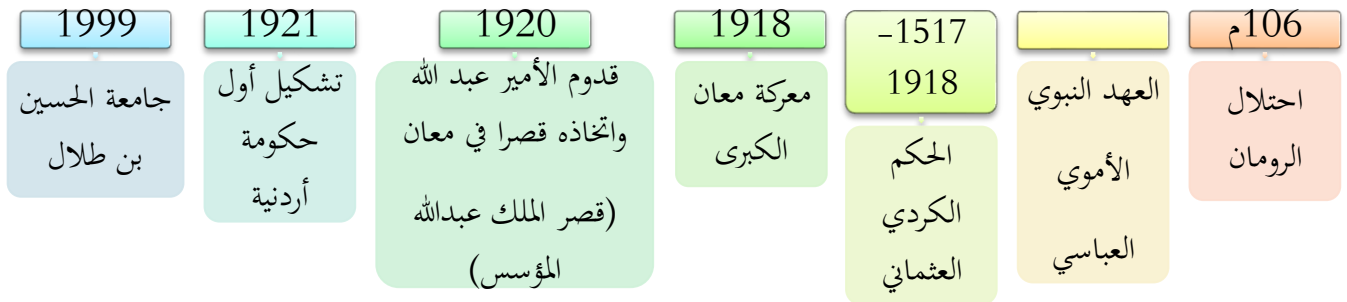 106م
احتلال
الرومان
العهد النبوي
الأموي
العباسي
1517-
1918
الحكم
الكردي
العثماني
1918
معركة معان
الكبرى
1920
قدوم الأمير عبد الله
واتخاذه قصرا في معان
(قصر الملك عبدالله
المؤسس)
1921
تشكيل أول
حكومة
أردنية
1999
جامعة الحسين
بن طلال